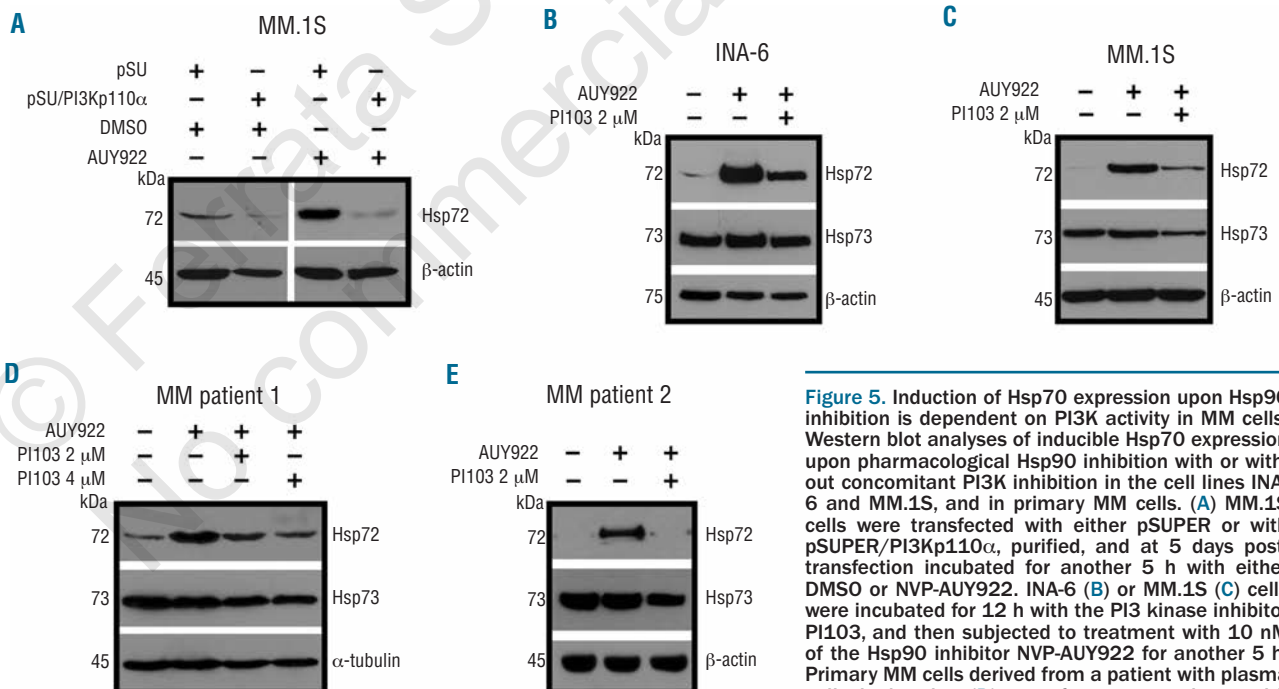 A
MM.1S
pSU + – + –
pSU/PI3Kp110α – + – +
DMSO + + – –
AUY922 – – + +
kDa
72 Hsp72
45 β-actin
B
INA-6
AUY922 – + +
PI103 2 μM – – +
kDa
72 Hsp72
73 Hsp73
75 β-actin
C
MM.1S
AUY922 – + +
PI103 2 μM – – +
kDa
72 Hsp72
73 Hsp73
45 β-actin
D
MM patient 1
AUY922 – + + +
PI103 2 μM – – + –
PI103 4 μM – – – +
kDa
72 Hsp72
73 Hsp73
45 α-tubulin
E
MM patient 2
AUY922 – + +
PI103 2 μM – – +
kDa
72 Hsp72
73 Hsp73
45 β-actin
Figure 5. Induction of Hsp70 expression upon Hsp90
inhibition is dependent on PI3K activity in MM cells
Western blot analyses of inducible Hsp70 expression
upon pharmacological Hsp90 inhibition with or with
out concomitant PI3K inhibition in the cell lines INA
6 and MM.1S, and in primary MM cells. (A) MM.1S
cells were transfected with either pSUPER or with
pSUPER/PI3Kp110α, purified, and at 5 days post
transfection incubated for another 5 h with either
DMSO or NVP-AUY922. INA-6 (B) or MM.1S (C) cell
were incubated for 12 h with the PI3 kinase inhibito
PI103, and then subjected to treatment with 10 nM
of the Hsp90 inhibitor NVP-AUY922 for another 5 h
Primary MM cells derived from a patient with plasma
© Ferrata S
No commercia